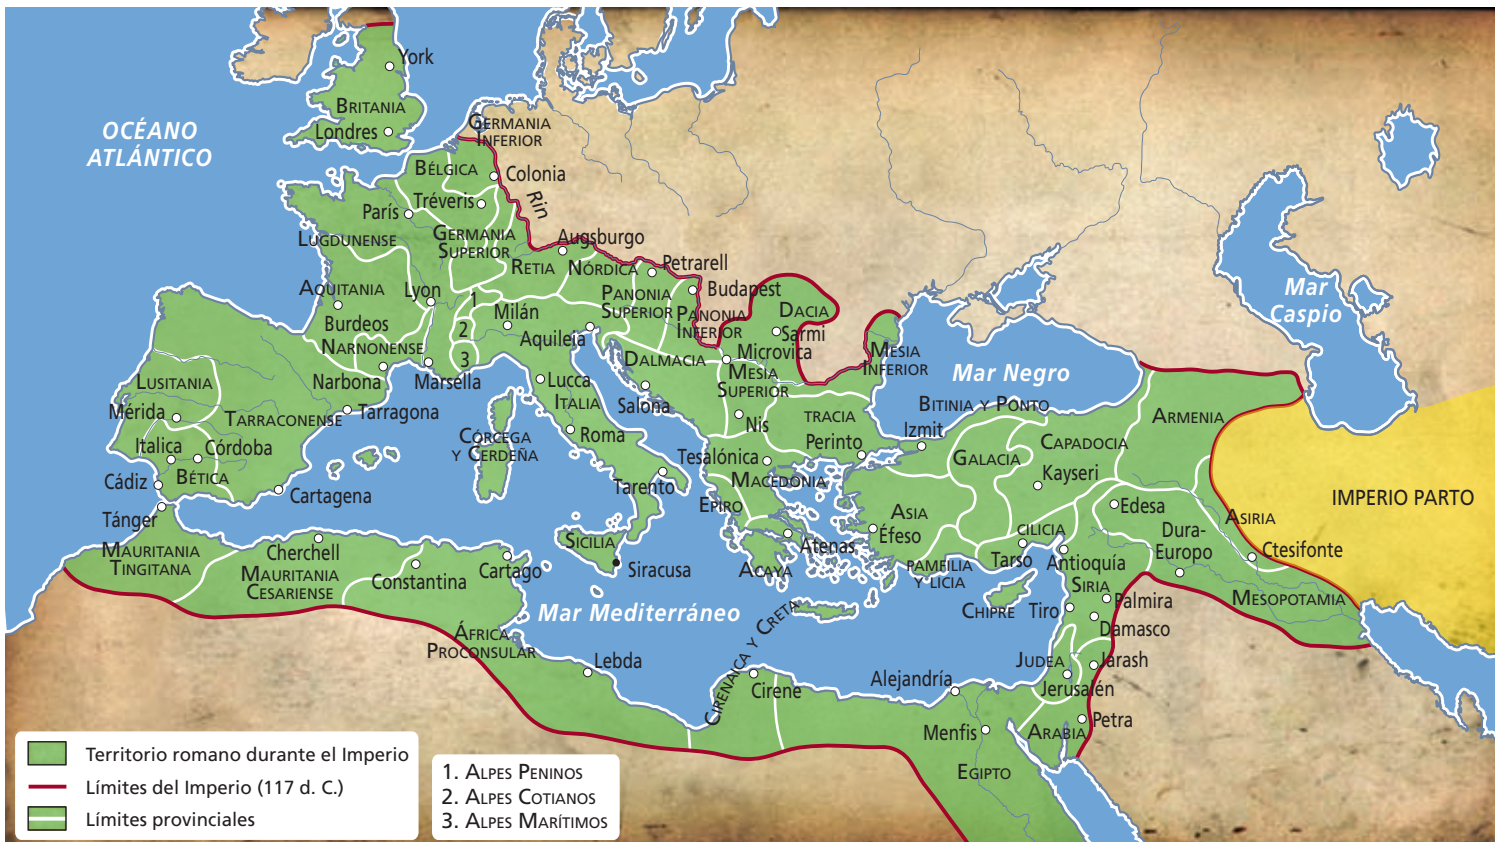 York
BRITANIA
Londres
OCÉANO
ATLÁNTICO
GERMANIA
INFERIOR
BÉLGICA
Colonia
Rin
Tréveris
París
LUGDUNENSE
GERMANIA
SUPERIOR
Augsburgo
RETIA
NÓRDICA
Petrarell
AQUITANIA
Lyon
1
2
3
Milán
PANONIA
SUPERIOR
Budapest
PANONIA
INFERIOR
DACIA
Sarmi
Burdeos
NARNONENSE
Aquileia
Microvica
DALMACIA
MESIA
SUPERIOR
MESIA
INFERIOR
Mar Negro
Mar
Caspio
Narbona
Marsella
Lucca
ITALIA
Salona
Nis
TRACIA
Perinto
BITINIA Y PONTO
Izmit
ARMENIA
LUSITANIA
Mérida
TARRACONENSE
Tarragona
CÓRCEGA
Y CERDEÑA
Roma
Tesalónica
MACEDONIA
GALACIA
CAPADOCIA
Kayseri
Italica
Córdoba
Cádiz
BÉTICA
Cartagena
Tarento
EPIRO
ASIA
Éfeso
CILICIA
Edesa
ASIRIA
IMPERIO PARTO
Tánger
MAURITANIA
TINGITANA
Cherchell
MAURITANIA
CESARIENSE
Constantina
Cartago
SICILIA
Siracusa
Atenas
ACAYA
PAMFILIA
Y LICIA
Tarso
Antioquía
Dura-
Europo
Ctesifonte
Mar Mediterráneo
CIRENAICA Y CRETA
CHIPRE
Tiro
SIRIA
Palmira
Damasco
MESOPOTAMIA
ÁFRICA
PROCONSULAR
Lebda
Cirene
Alejandría
JUDEA
Jarash
Jerusalén
Menfis
ARABIA
Petra
EGIPTO
Territorio romano durante el Imperio
Límites del Imperio (117 d. C.)
Límites provinciales
1. ALPES PENINOS
2. ALPES COTIANOS
3. ALPES MARÍTIMOS